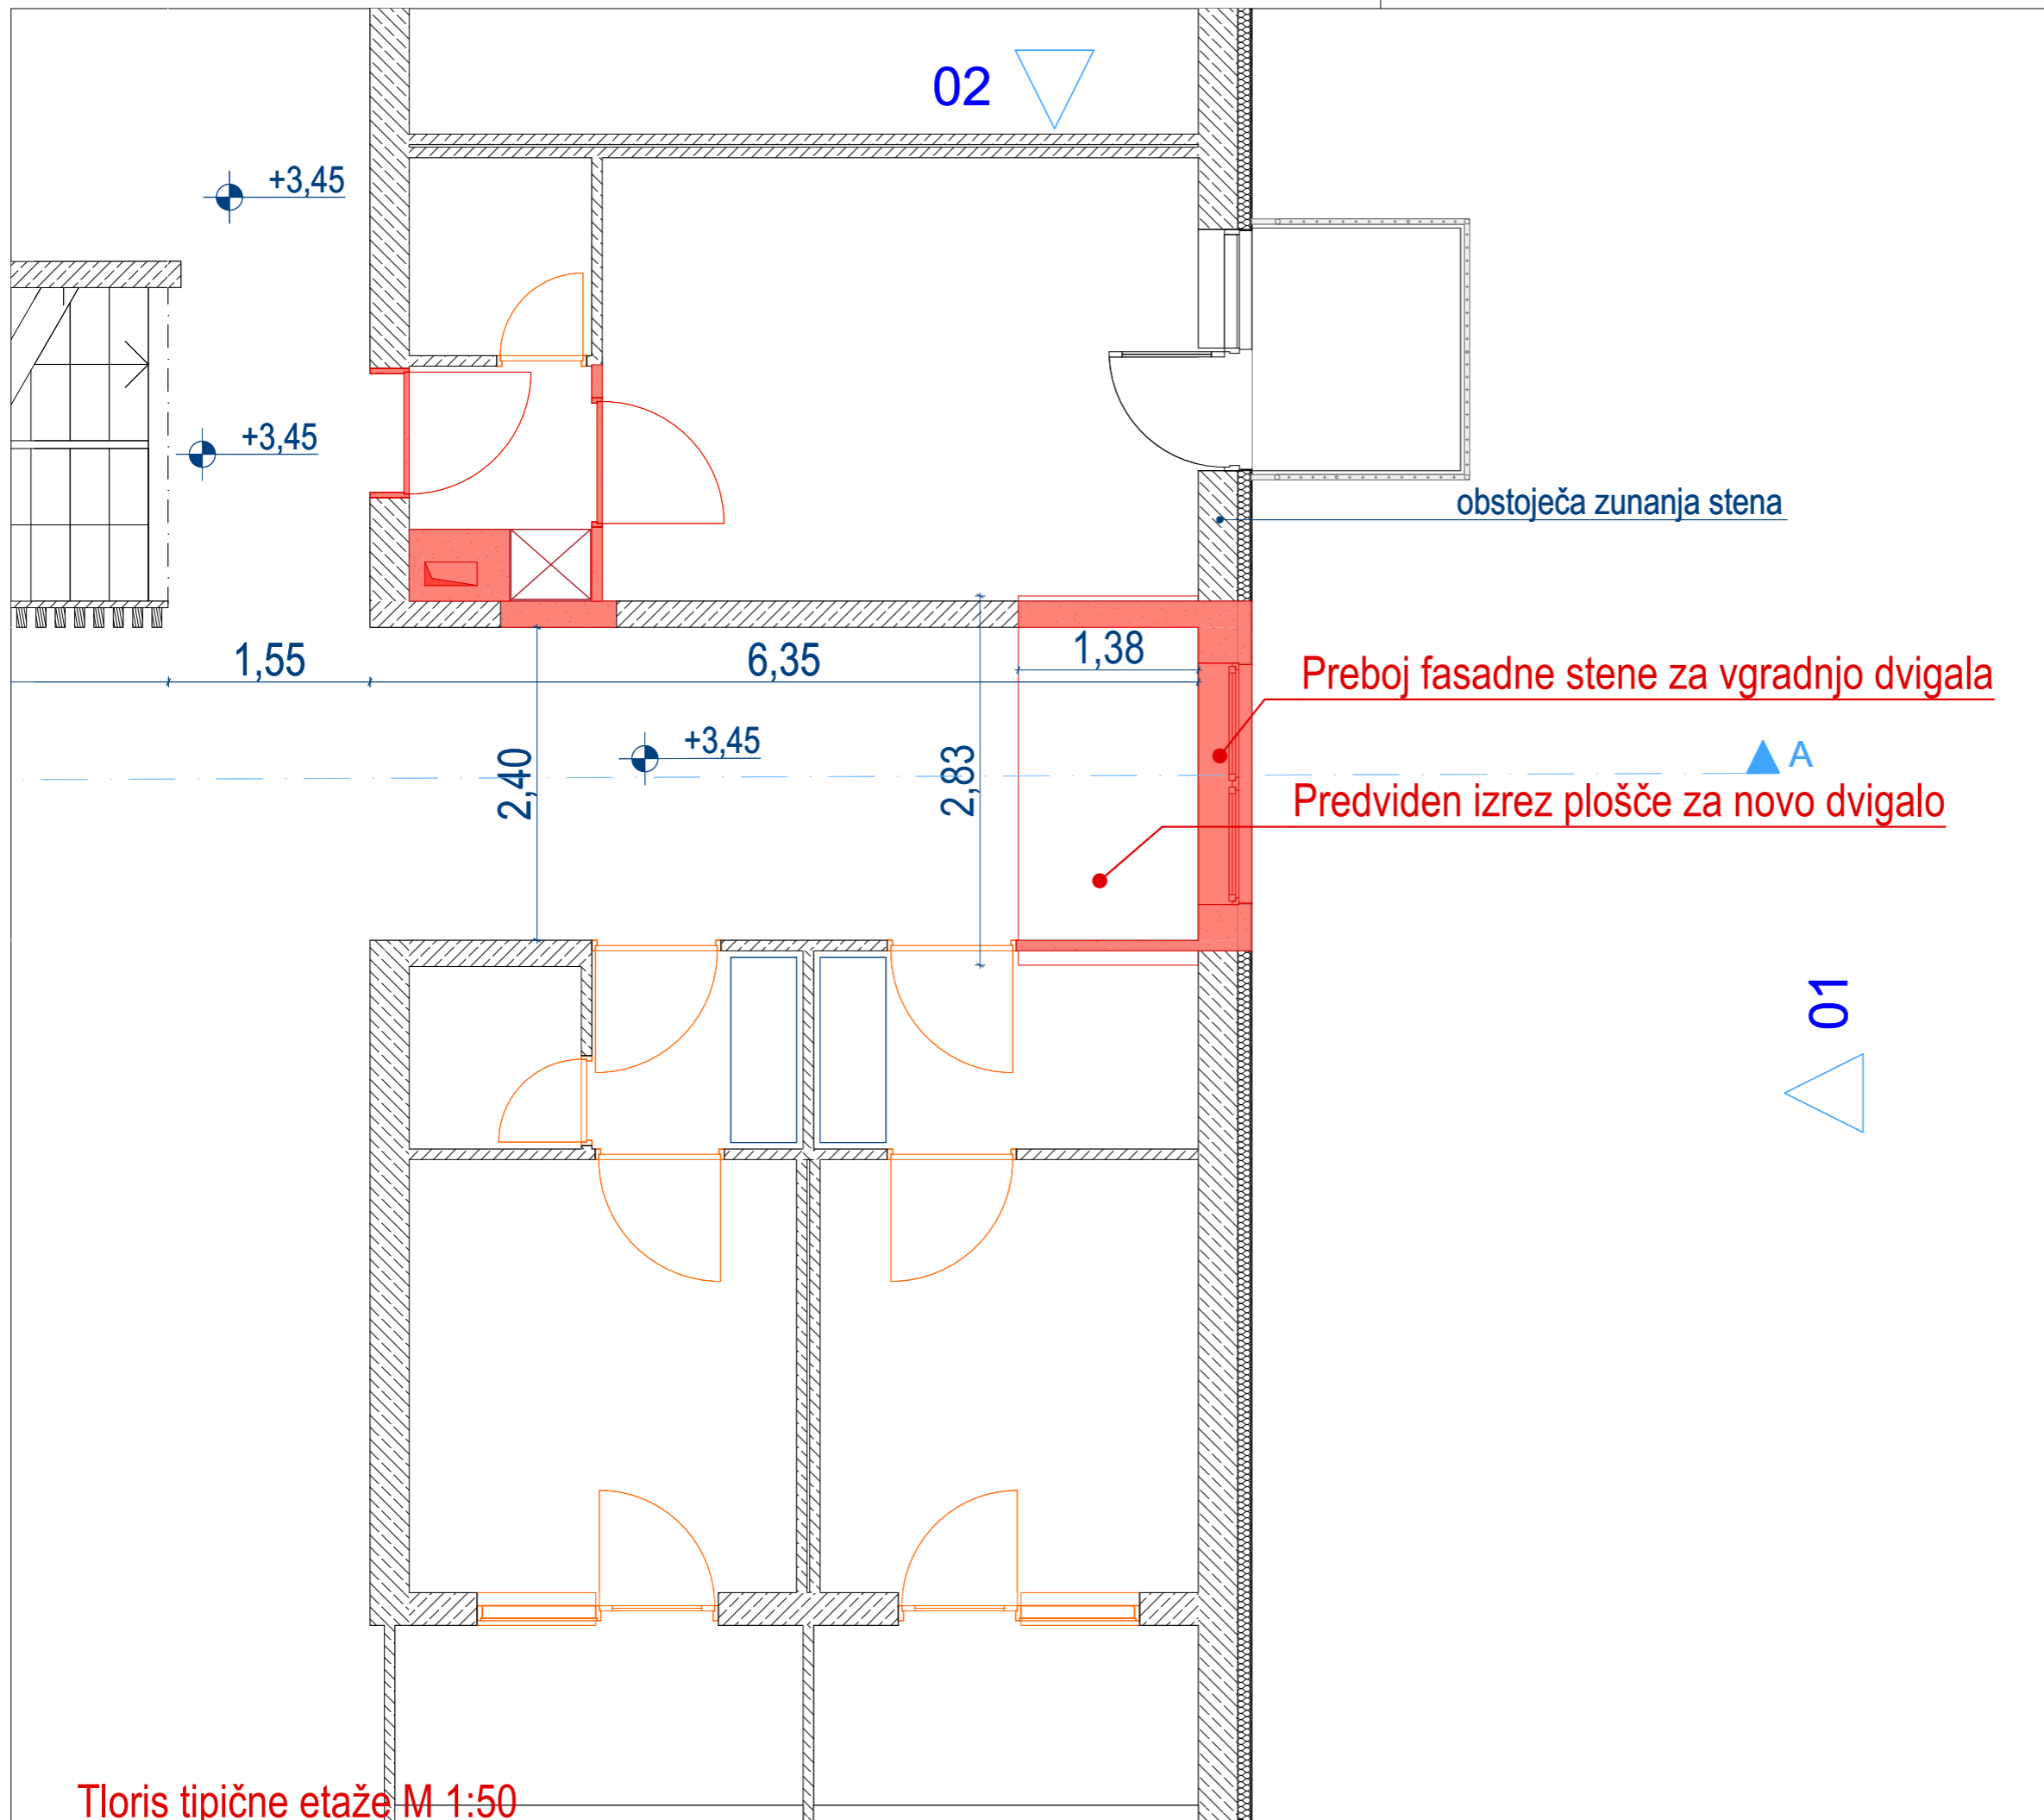 02
+3,45
+3,45
obstoječa zunanja stena
1,55
6,35
1,38
Preboj fasadne stene za vgradnjo dvigala
+3,45
2,40
2,83
A
Predviden izrez plošče za novo dvigalo
01
Tloris tipične etaže M 1:50